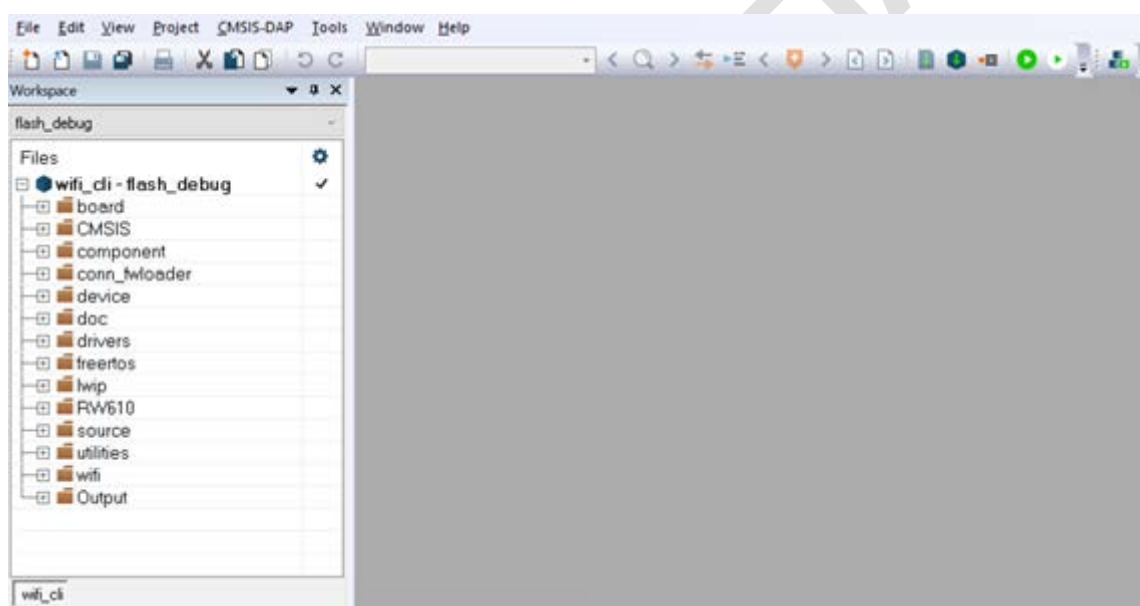 File Edit View Project CMSIS-DAP Tools Window Help
Workspace
flash_debug
Files
wifi_cli - flash_debug
board
CMSIS
component
conn_fwloader
device
doc
drivers
freertos
lwip
RW610
source
utilities
wifi
Output
wifi_cli